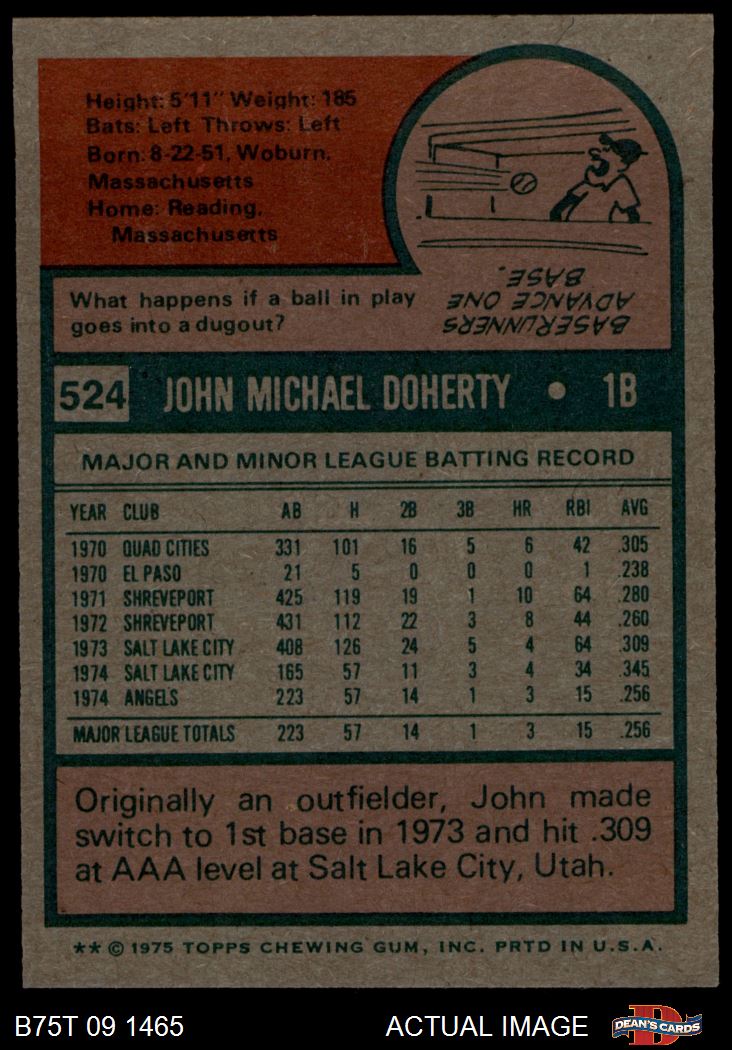 Height: 5'11" Weight: 185
Bats: Left Throws: Left
Born: 8-22-51, Woburn,
Massachusetts
Home: Reading,
Massachusetts
What happens if a ball in play
goes into a dugout?
BASERUNNERS
ADVANCE ONE
BASE.
524 JOHN MICHAEL DOHERTY • 1B
MAJOR AND MINOR LEAGUE BATTING RECORD
YEAR CLUB AB H 2B 3B HR RBI AVG
1970 QUAD CITIES 331 101 16 5 6 42 .305
1970 EL PASO 21 5 0 0 0 1 .238
1971 SHREVEPORT 425 119 19 1 10 64 .280
1972 SHREVEPORT 431 112 22 3 8 44 .260
1973 SALT LAKE CITY 408 126 24 5 4 64 .309
1974 SALT LAKE CITY 165 57 11 3 4 34 .345
1974 ANGELS 223 57 14 1 3 15 .256
MAJOR LEAGUE TOTALS 223 57 14 1 3 15 .256
Originally an outfielder, John made
switch to 1st base in 1973 and hit .309
at AAA level at Salt Lake City, Utah.
** © 1975 TOPPS CHEWING GUM, INC. PRTD IN U.S.A.
B75T 09 1465 ACTUAL IMAGE
D
DEAN'S CARDS